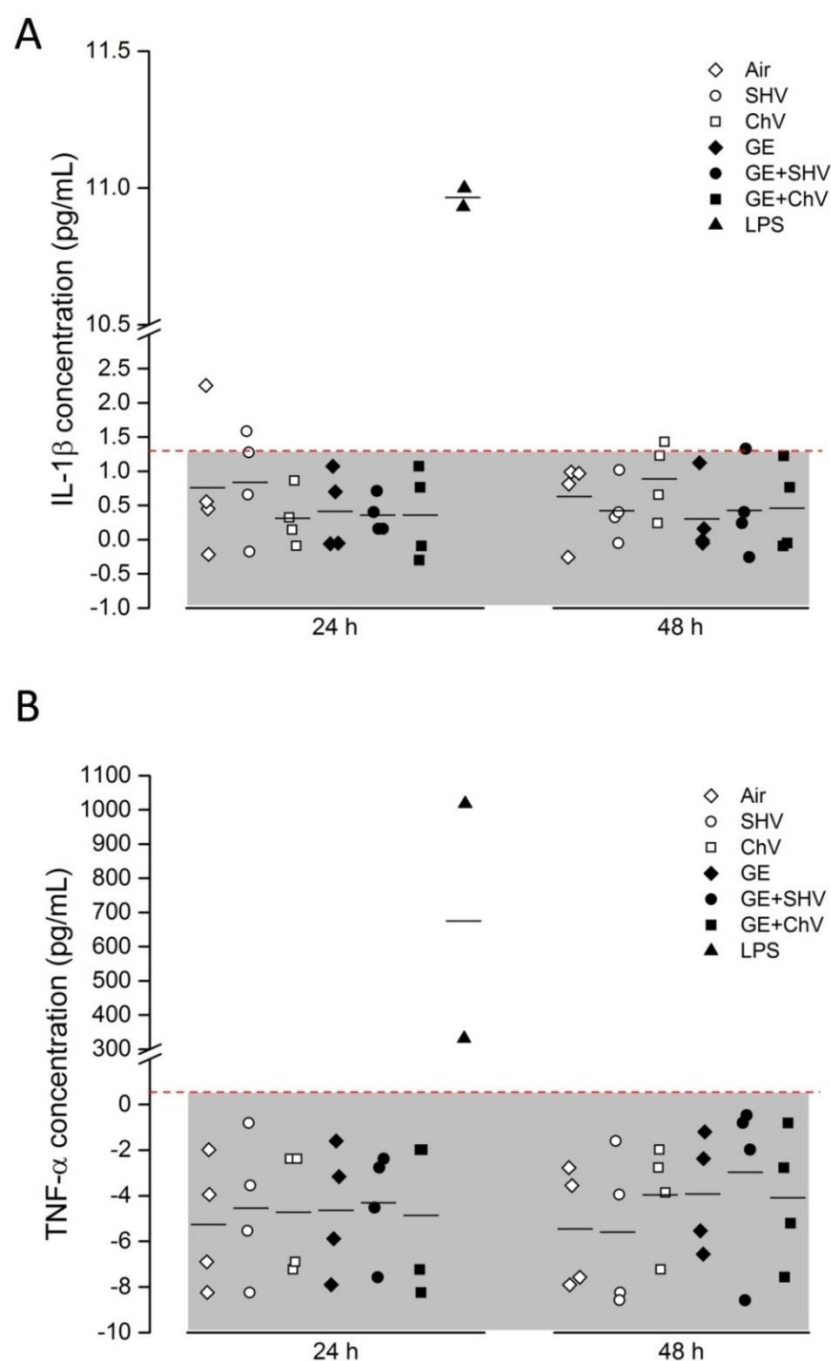 A
IL-1β concentration (pg/mL)
11.5
11.0
10.5
2.5
2.0
1.5
1.0
0.5
0.0
-0.5
-1.0
Air
SHV
ChV
GE
GE+SHV
GE+ChV
LPS
24 h
48 h
B
TNF-α concentration (pg/mL)
1100
1000
900
800
700
600
500
400
300
0
-2
-4
-6
-8
-10
Air
SHV
ChV
GE
GE+SHV
GE+ChV
LPS
24 h
48 h